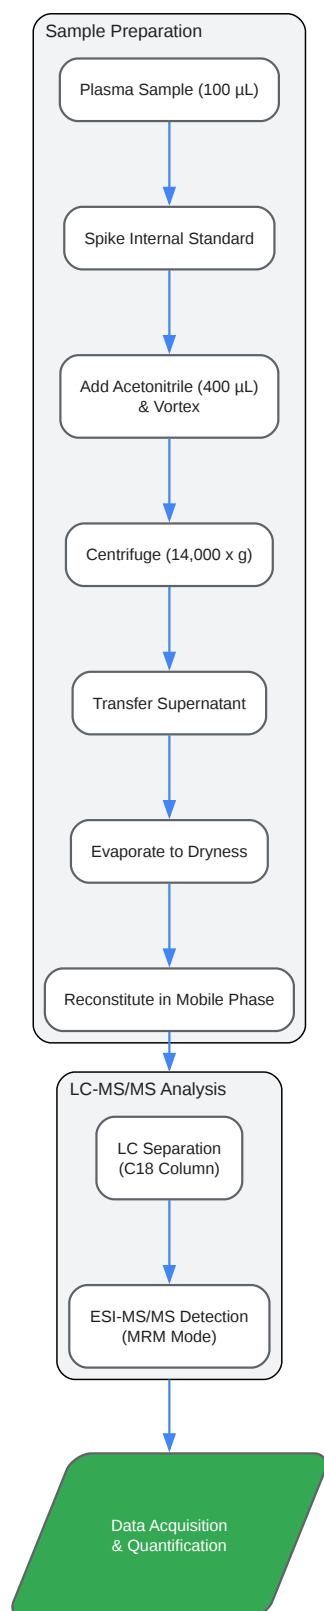 Sample Preparation
Plasma Sample (100 µL)
Spike Internal Standard
Add Acetonitrile (400 µL)
& Vortex
Centrifuge (14,000 x g)
Transfer Supernatant
Evaporate to Dryness
Reconstitute in Mobile Phase
LC-MS/MS Analysis
LC Separation
(C18 Column)
ESI-MS/MS Detection
(MRM Mode)
Data Acquisition
& Quantification